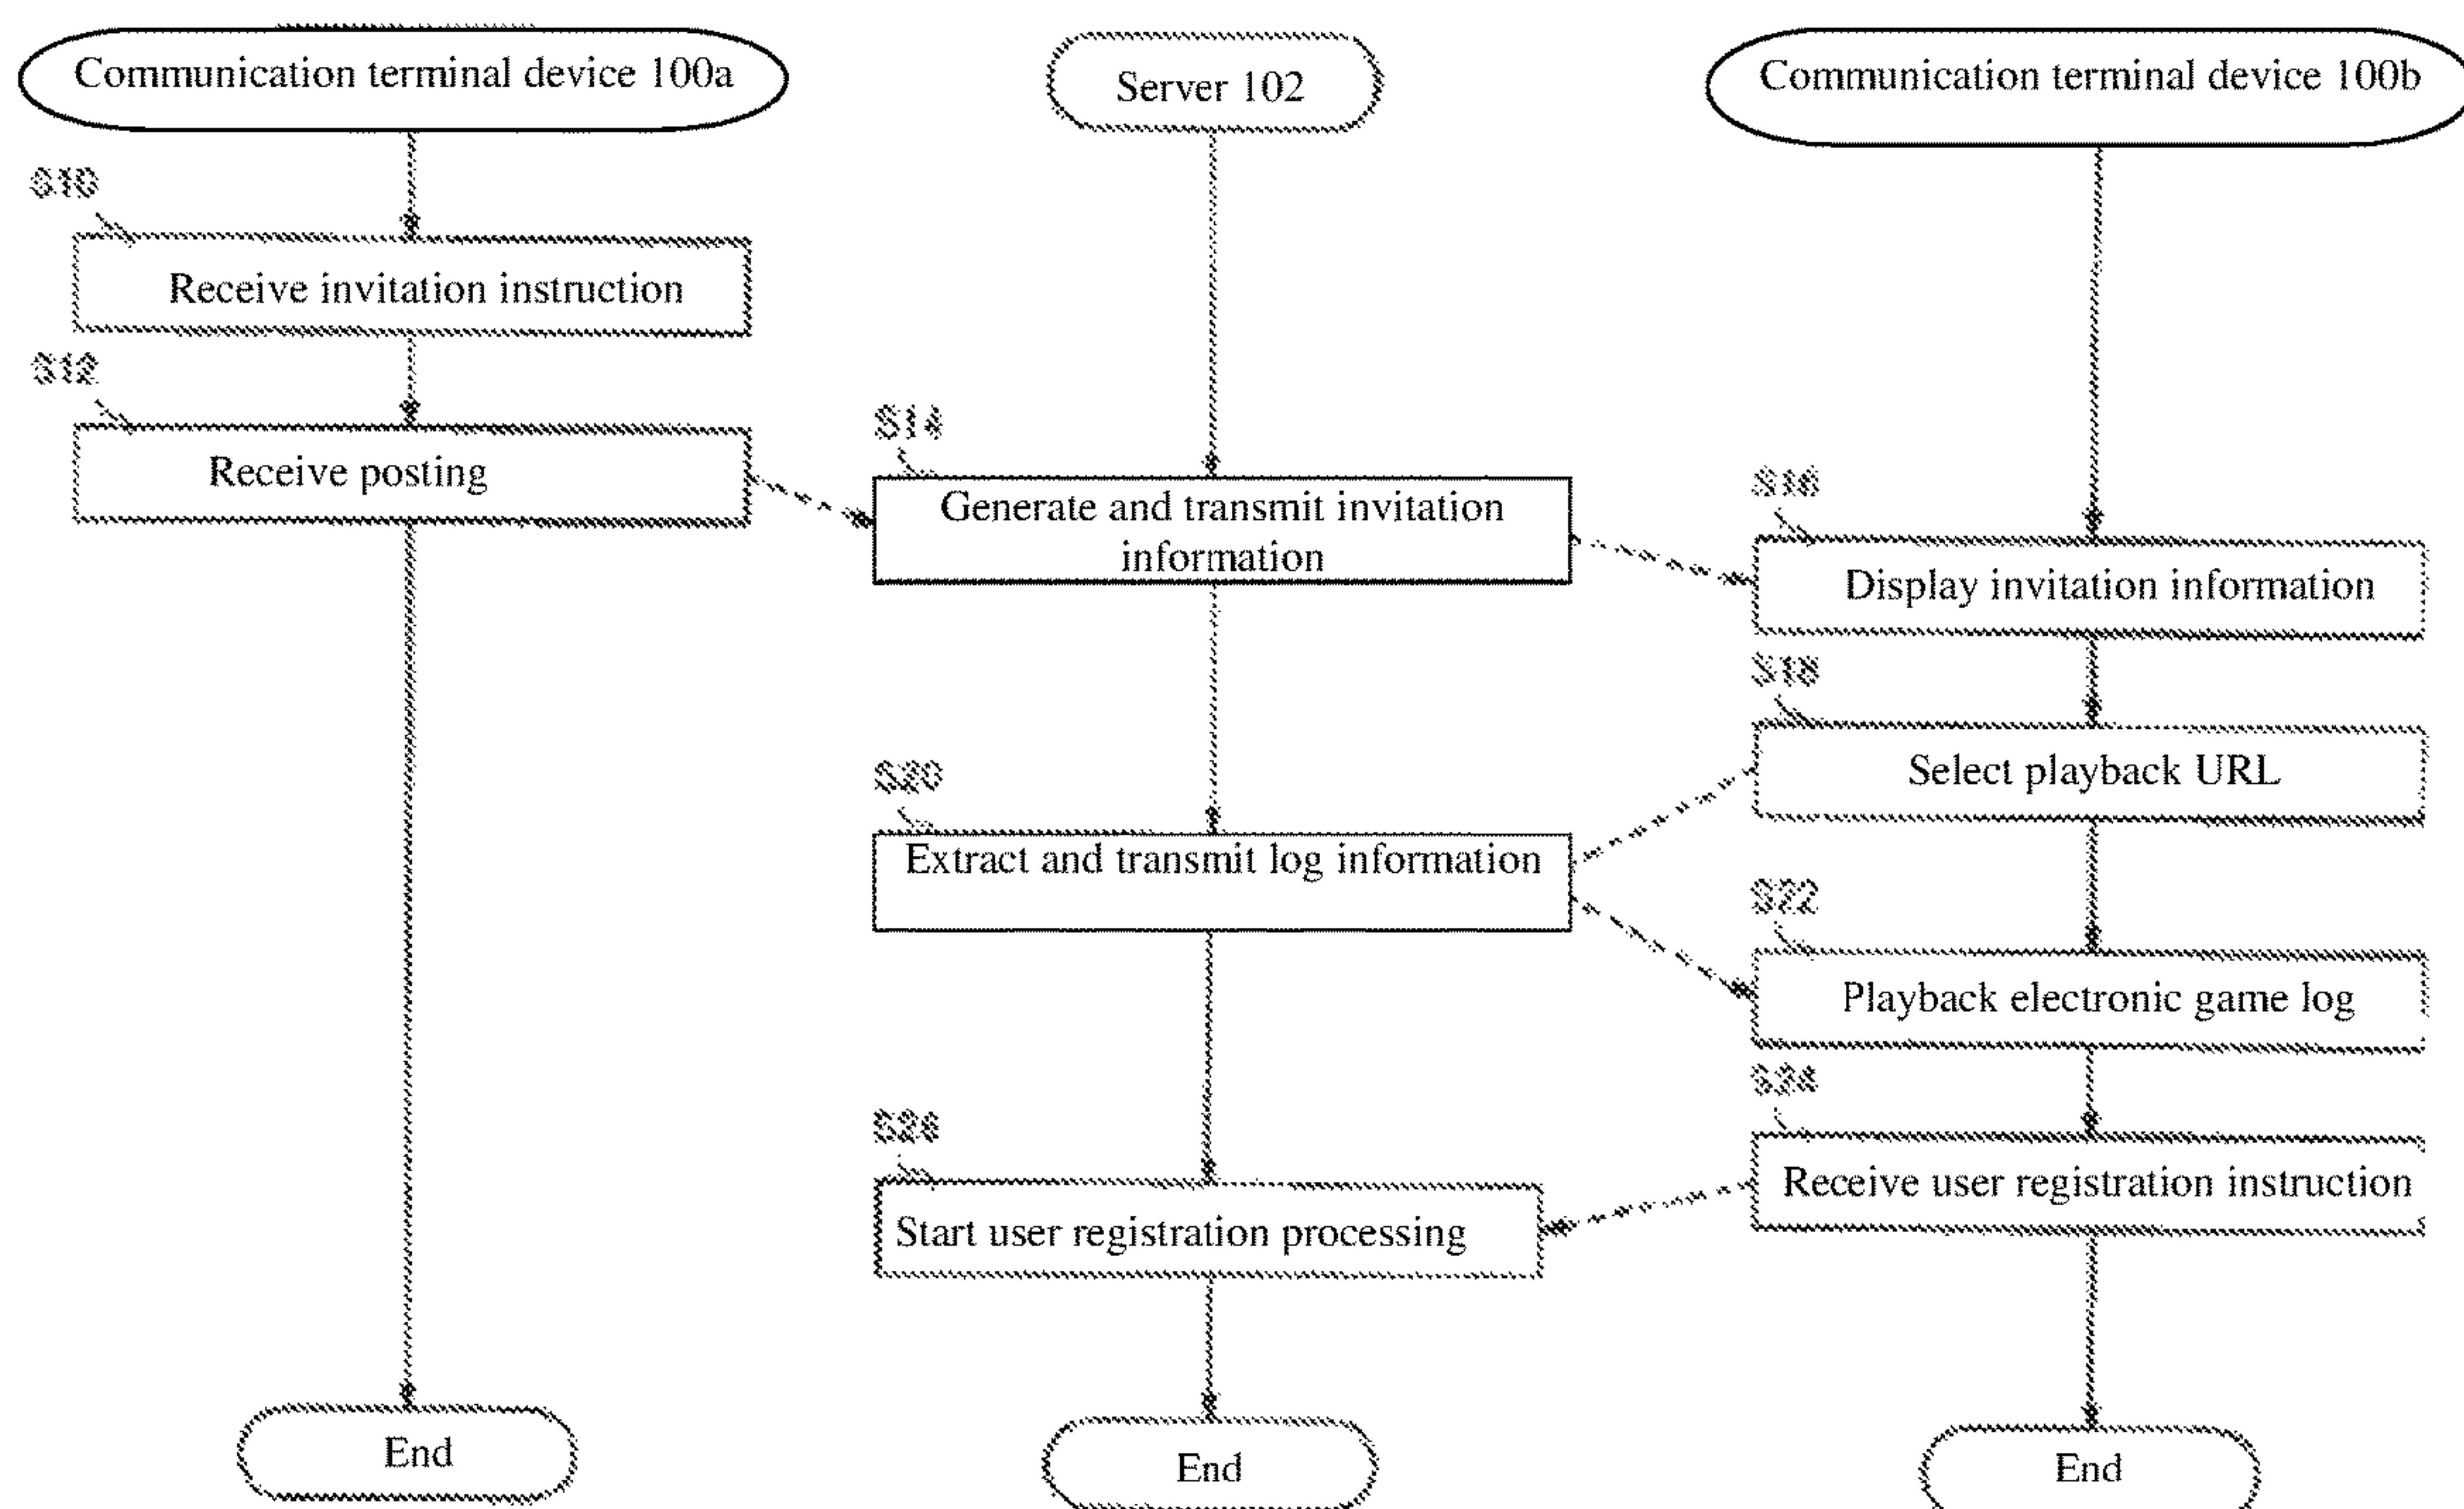 Communication terminal device 100a
Server 102
Communication terminal device 100b
S10
Receive invitation instruction
S12
Receive posting
S14
Generate and transmit invitation
information
S16
Display invitation information
S18
Select playback URL
S20
Extract and transmit log information
S22
Playback electronic game log
S24
Receive user registration instruction
S26
Start user registration processing
End
End
End